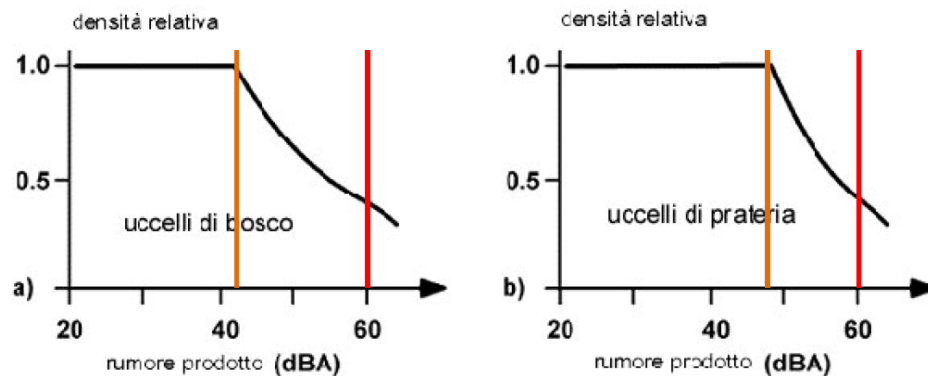 densità relativa
1.0
0.5
uccelli di bosco
a)
20 40 60
rumore prodotto (dBA)
densità relativa
1.0
0.5
uccelli di prateria
b)
20 40 60
rumore prodotto (dBA)